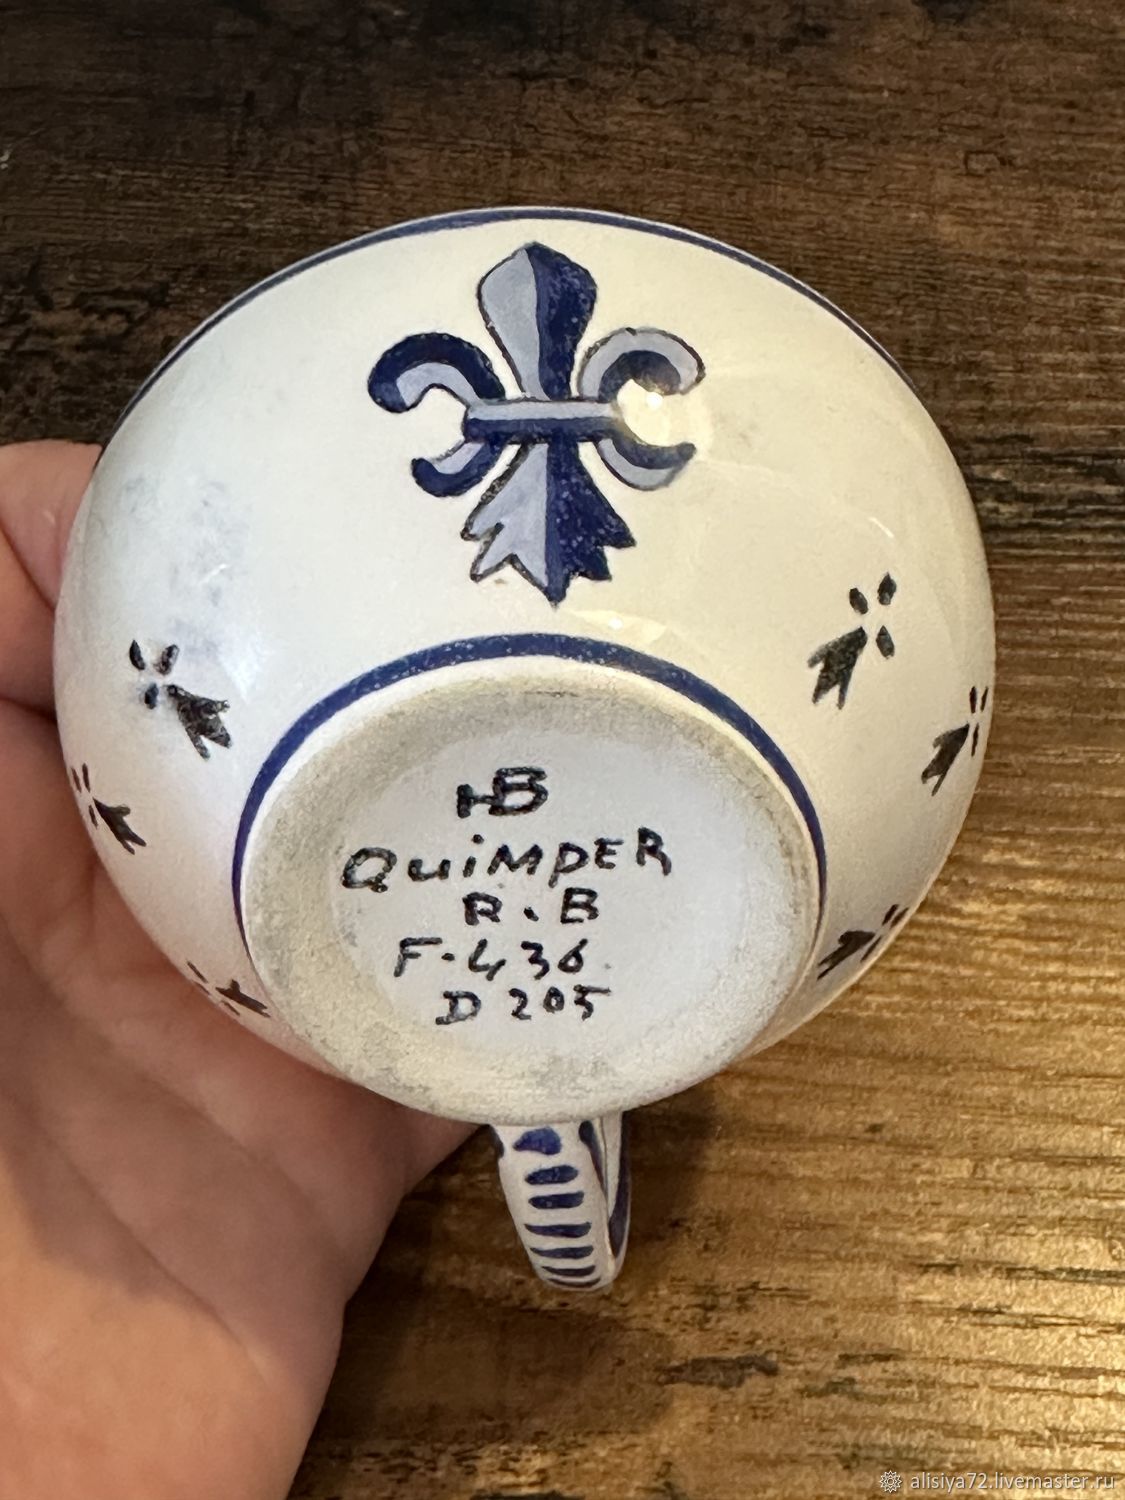 HB
QUIMPER
R.B
F.436.
D 205
alisiya72.livemaster.ru